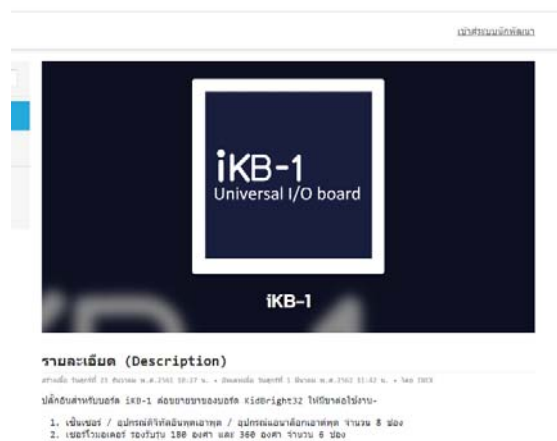 เข้าสู่ระบบนักพัฒนา
iKB-1
Universal I/O board
iKB-1
รายละเอียด (Description)
ปลั๊กอินสำหรับบอร์ด iKB-1 ต่อขยายขาของบอร์ด KidBright32 ให้มีขาต่อใช้งาน-
1. เซ็นเซอร์ / อุปกรณ์ดิจิทัลอินพุตเอาพุต / อุปกรณ์แอนาล็อกเอาต์พุต จำนวน 8 ช่อง
2. เซอร์โวมอเตอร์ รองรับรุ่น 180 องศา และ 360 องศา จำนวน 6 ช่อง